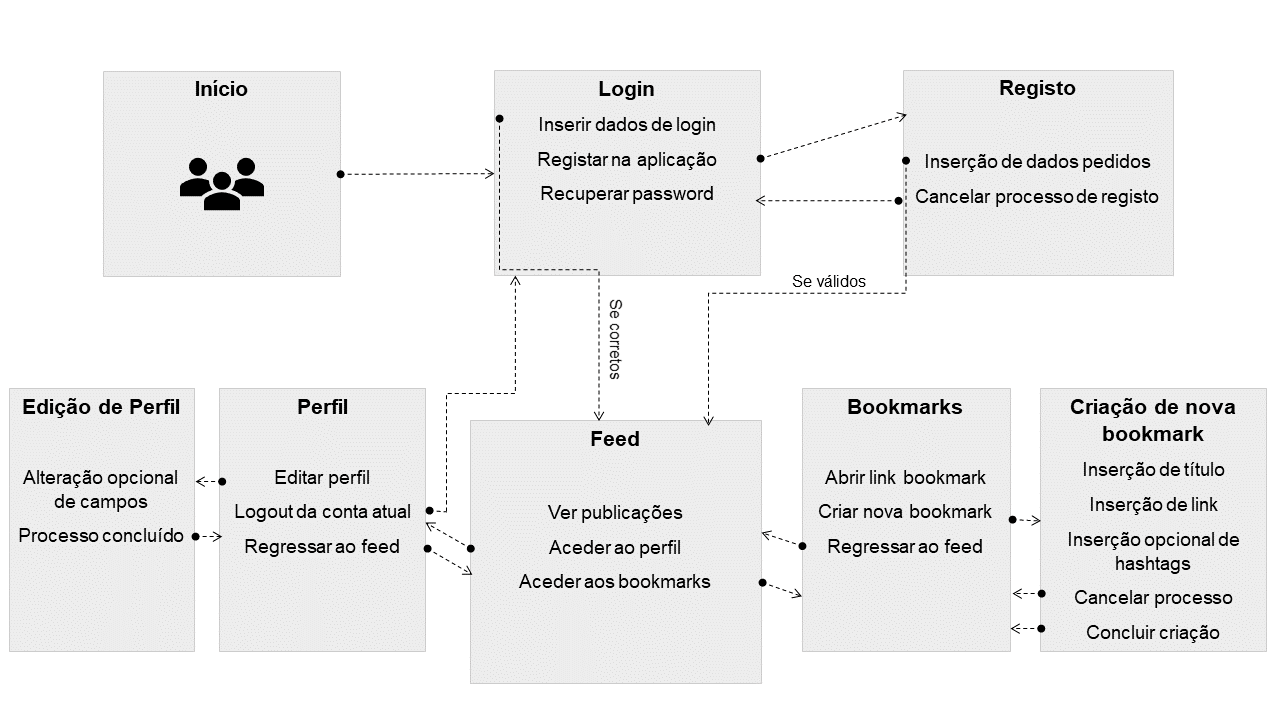 Início
Login
Inserir dados de login
Registar na aplicação
Recuperar password
Registo
Inserção de dados pedidos
Cancelar processo de registo
Se válidos
Se corretos
Edição de Perfil
Alteração opcional
de campos
Processo concluído
Perfil
Editar perfil
Logout da conta atual
Regressar ao feed
Feed
Ver publicações
Aceder ao perfil
Aceder aos bookmarks
Bookmarks
Abrir link bookmark
Criar nova bookmark
Regressar ao feed
Criação de nova
bookmark
Inserção de título
Inserção de link
Inserção opcional de
hashtags
Cancelar processo
Concluir criação